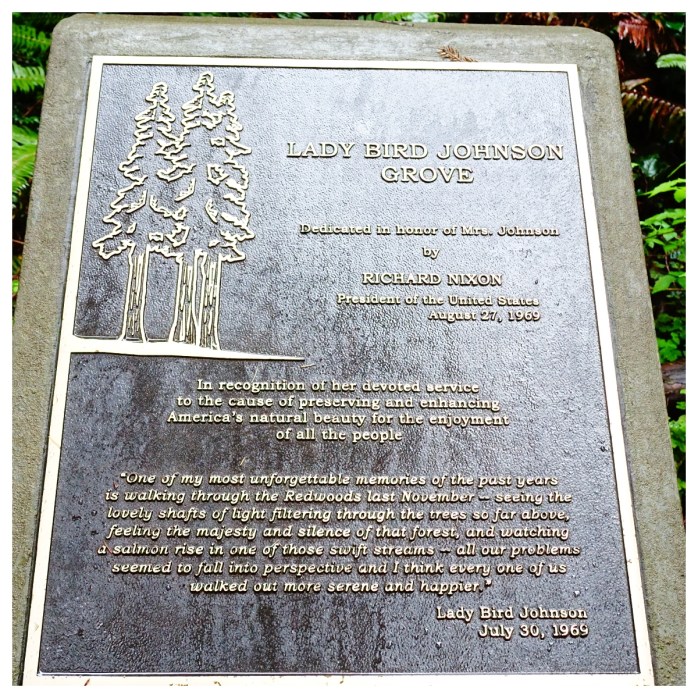 LADY BIRD JOHNSON
GROVE
Dedicated in honor of Mrs. Johnson
by
RICHARD NIXON
President of the United States
August 27, 1969
In recognition of her devoted service
to the cause of preserving and enhancing
America's natural beauty for the enjoyment
of all the people
"One of my most unforgettable memories of the past years
is walking through the Redwoods last November — seeing the
lovely shafts of light filtering through the trees so far above,
feeling the majesty and silence of that forest, and watching
a salmon rise in one of those swift streams — all our problems
seemed to fall into perspective and I think every one of us
walked out more serene and happier."
Lady Bird Johnson
July 30, 1969